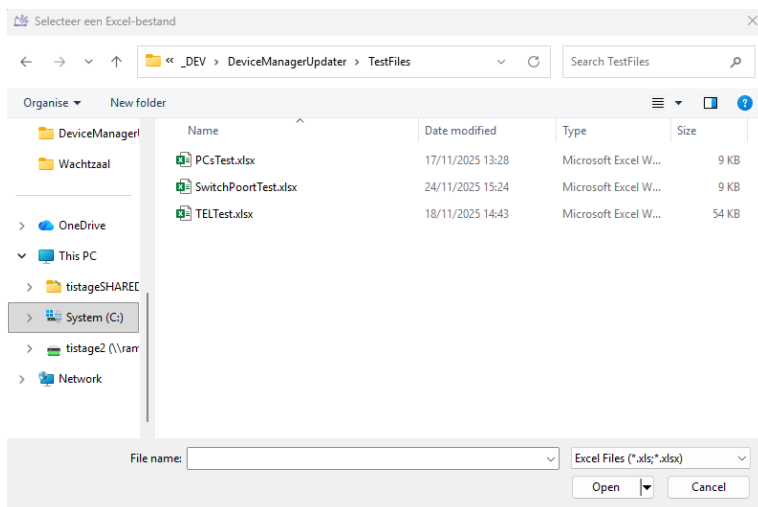 Selecteer een Excel-bestand
« _DEV > DeviceManagerUpdater > TestFiles
Search TestFiles
Organise
New folder
DeviceManagerU
Wachtzaal
OneDrive
This PC
tistageSHARED
System (C:)
tistage2 (\\ram
Network
Name Date modified Type Size
PCsTest.xlsx 17/11/2025 13:28 Microsoft Excel W... 9 KB
SwitchPoortTest.xlsx 24/11/2025 15:24 Microsoft Excel W... 9 KB
TELTest.xlsx 18/11/2025 14:43 Microsoft Excel W... 54 KB
File name:
Excel Files (*.xls;*.xlsx)
Open
Cancel